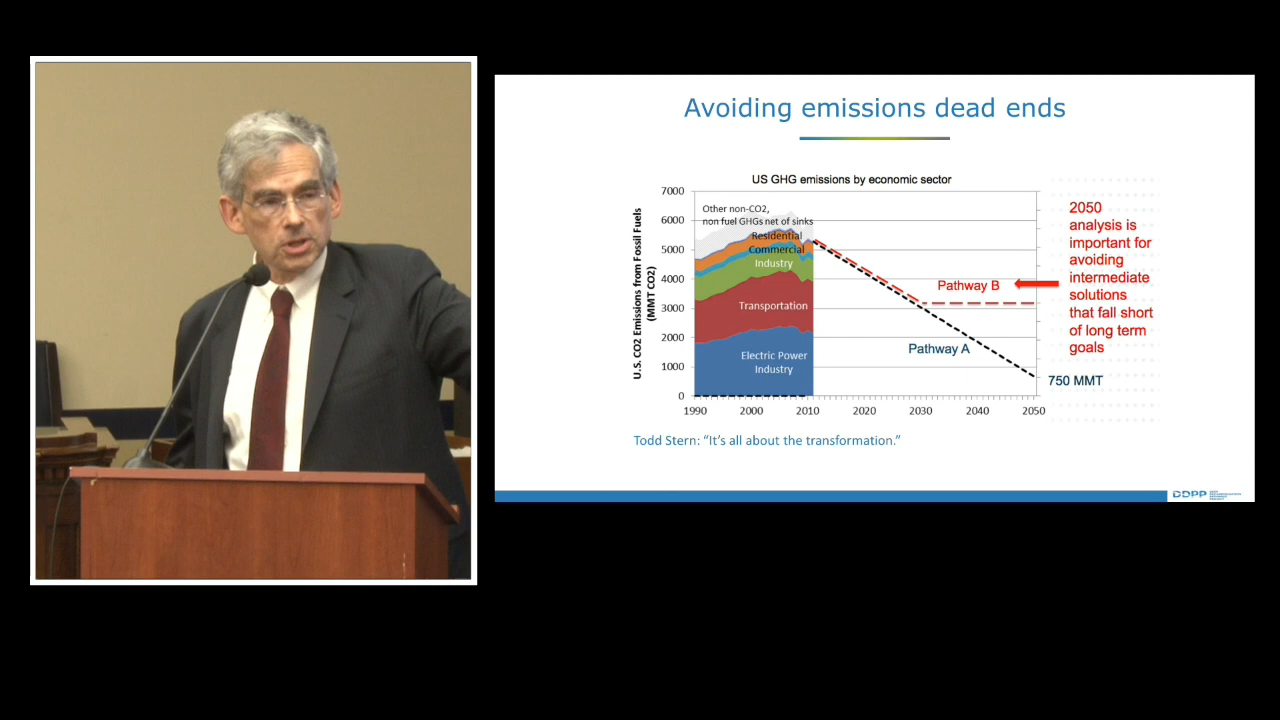 Avoiding emissions dead ends
US GHG emissions by economic sector
U.S. CO2 Emissions from Fossil Fuels
(MMT CO2)
7000
6000
5000
4000
3000
2000
1000
0
Other non-CO2,
non fuel GHGs net of sinks
Residential
Commercial
Industry
Transportation
Electric Power
Industry
Pathway B
Pathway A
750 MMT
1990
2000
2010
2020
2030
2040
2050
2050
analysis is
important for
avoiding
intermediate
solutions
that fall short
of long term
goals
Todd Stern: “It’s all about the transformation.”
DDPP